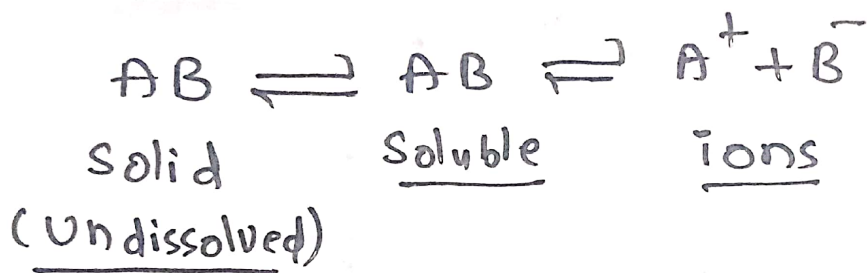 AB ⇌ AB ⇌ A⁺ + B⁻
Solid Soluble ions
(Undissolved)